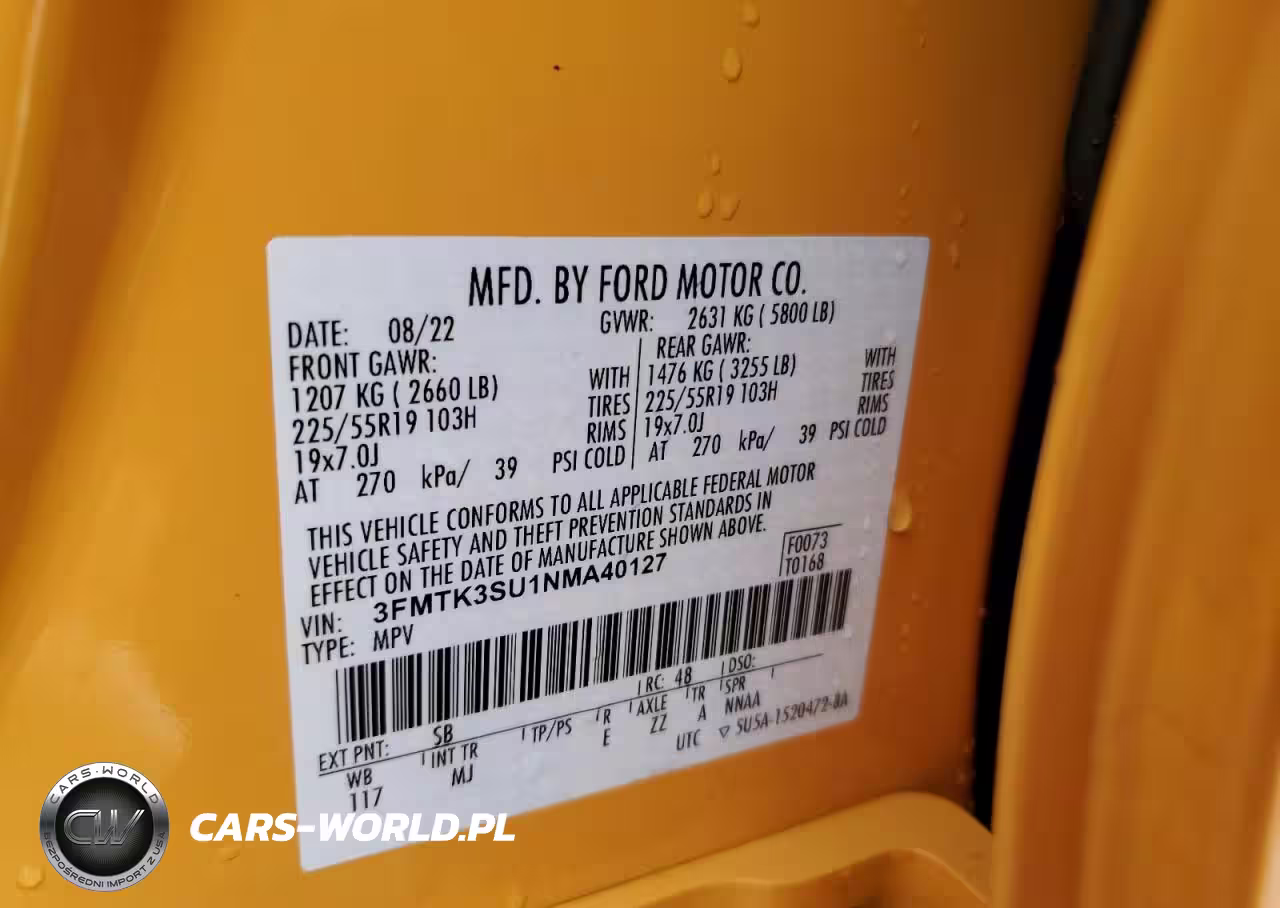 MFD. BY FORD MOTOR CO.
DATE: 08/22
GVWR: 2631 KG ( 5800 LB)
FRONT GAWR:
1207 KG ( 2660 LB) WITH
225/55R19 103H TIRES
19x7.0J RIMS
AT 270 kPa/ 39 PSI COLD
REAR GAWR:
1476 KG ( 3255 LB) WITH
225/55R19 103H TIRES
19x7.0J RIMS
AT 270 kPa/ 39 PSI COLD
THIS VEHICLE CONFORMS TO ALL APPLICABLE FEDERAL MOTOR
VEHICLE SAFETY AND THEFT PREVENTION STANDARDS IN
EFFECT ON THE DATE OF MANUFACTURE SHOWN ABOVE.
F0073
T0168
VIN: 3FMTK3SU1NMA40127
TYPE: MPV
EXT PNT: SB RC: 48 DSO:
WB INT TR TP/PS R AXLE TR SPR
117 MJ E ZZ A NNAA
UTC ▽ 5U5A-1520472-BA
CARS-WORLD
CW
BEZPOŚREDNI IMPORT Z USA
CARS-WORLD.PL